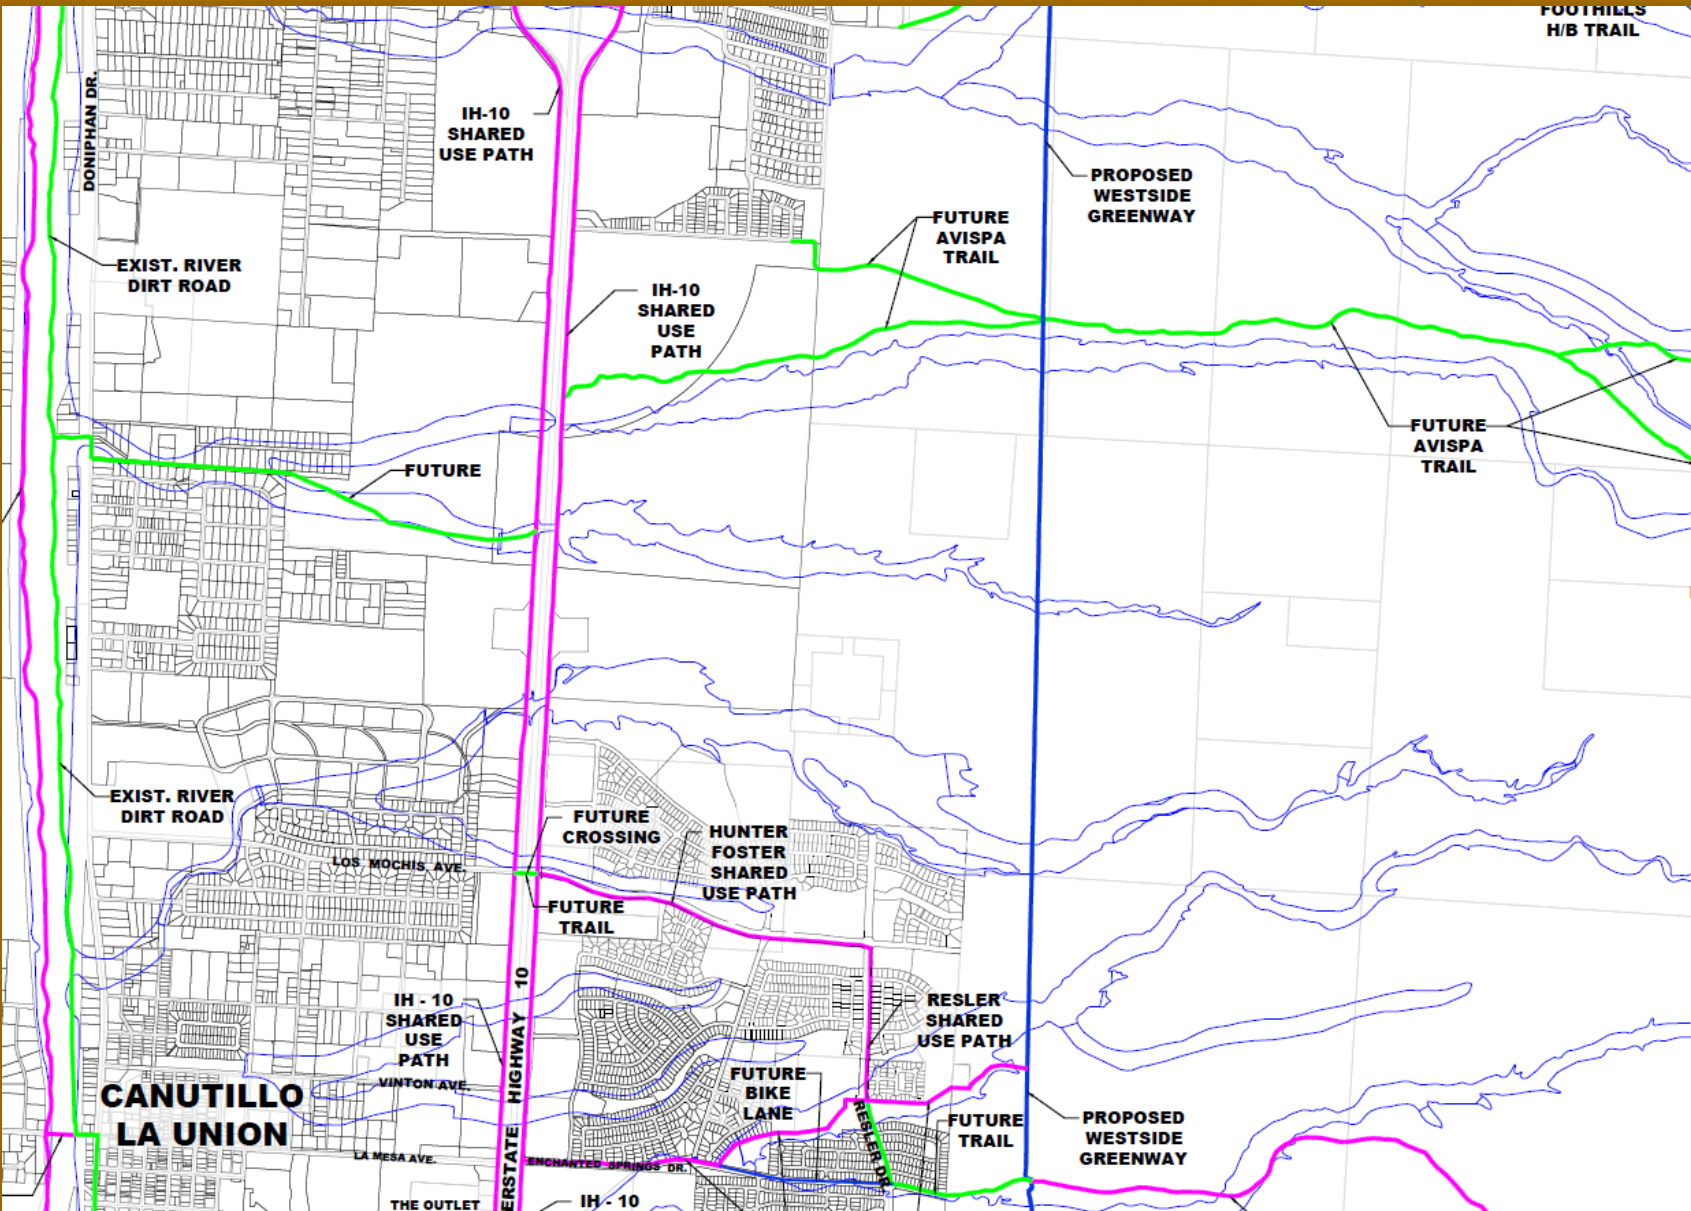 FOOTHILLS
H/B TRAIL
DONIPHAN DR.
IH-10
SHARED
USE PATH
PROPOSED
WESTSIDE
GREENWAY
FUTURE
AVISPA
TRAIL
EXIST. RIVER
DIRT ROAD
IH-10
SHARED
USE
PATH
FUTURE
AVISPA
TRAIL
FUTURE
EXIST. RIVER
DIRT ROAD
FUTURE
CROSSING
HUNTER
FOSTER
SHARED
USE PATH
LOS MOCHIS AVE.
FUTURE
TRAIL
IH - 10
SHARED
USE
PATH
ERSTATE HIGHWAY 10
RESLER
SHARED
USE PATH
FUTURE
BIKE
LANE
VINTON AVE.
CANUTILLO
LA UNION
RESLER DR.
FUTURE
TRAIL
PROPOSED
WESTSIDE
GREENWAY
LA MESA AVE.
ENCHANTED SPRINGS DR.
THE OUTLET
IH - 10